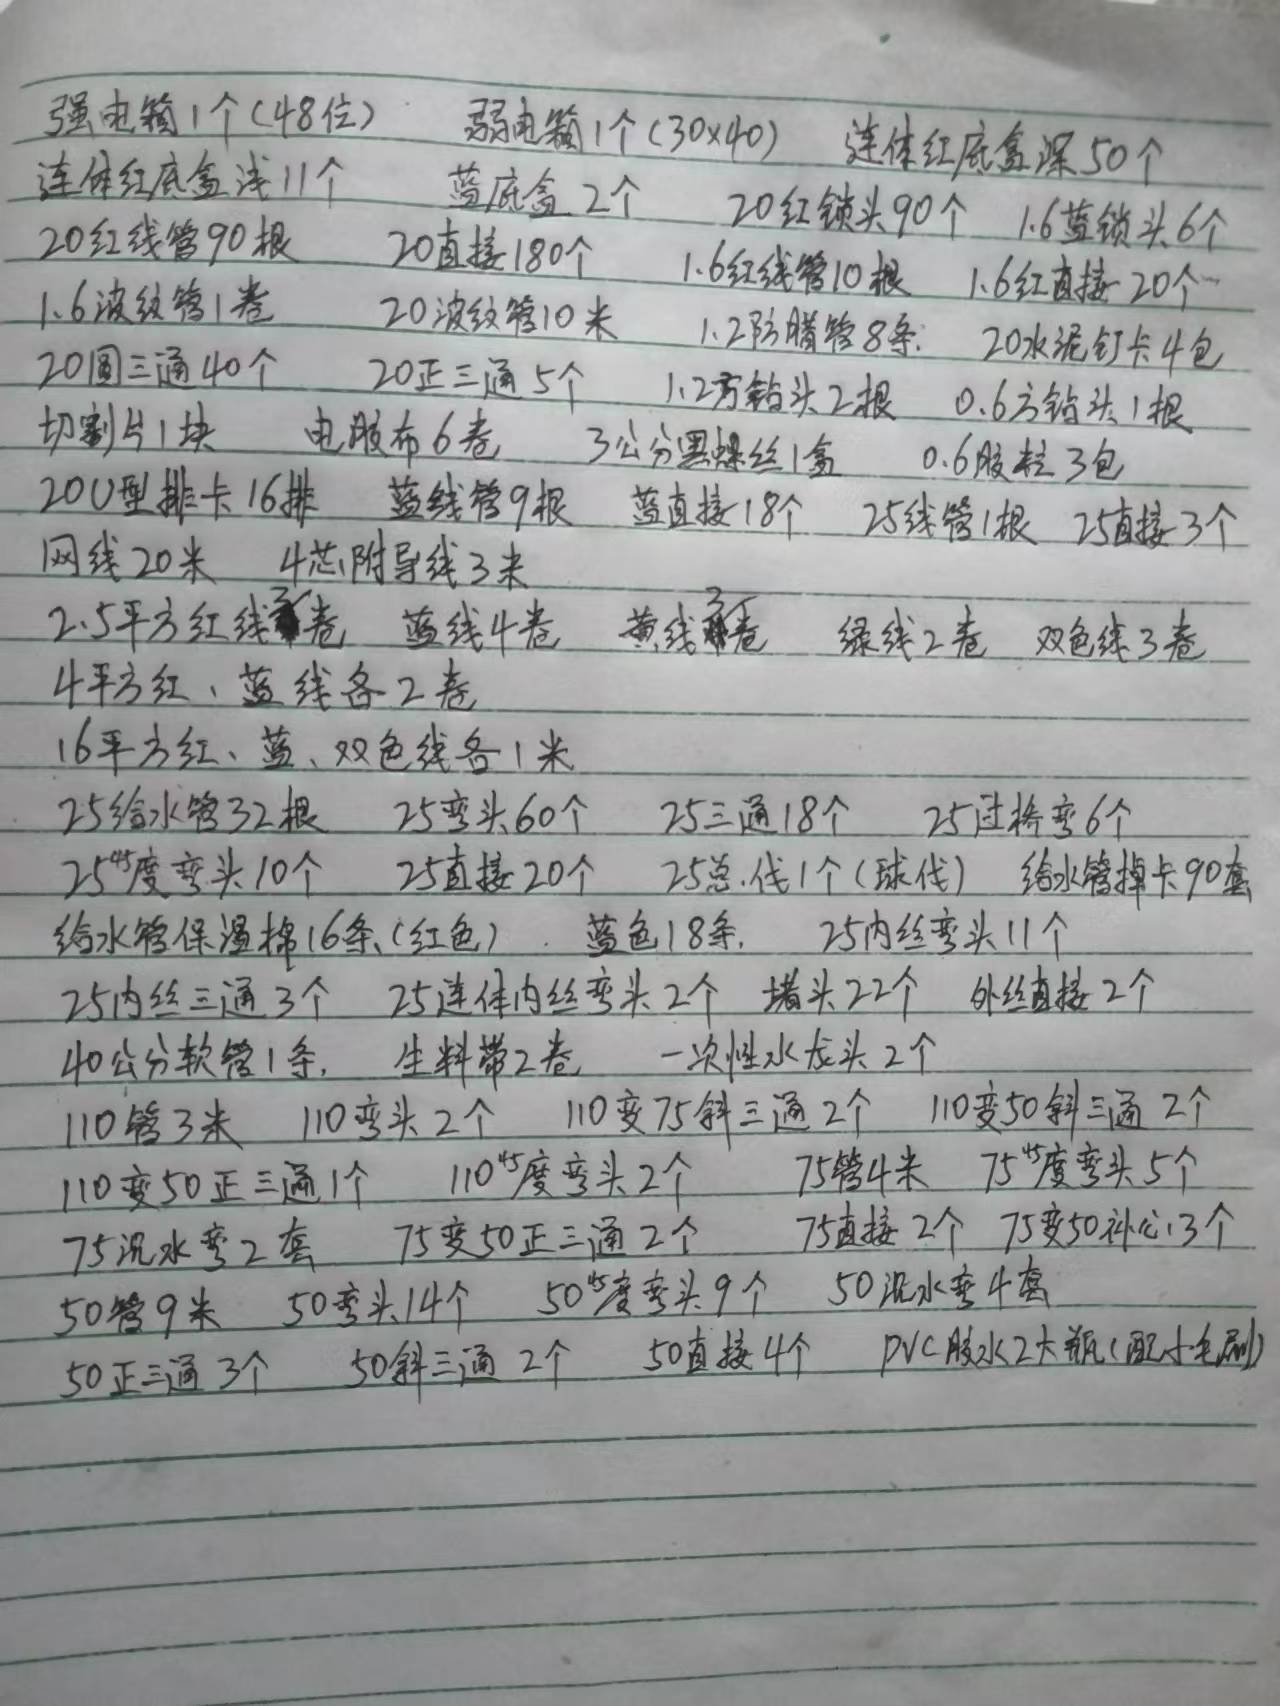 强电箱1个(48位) 弱电箱1个(30×40) 连体红底盒深50个
连体红底盒浅11个 蓝底盒2个 20红锁头90个 1.6蓝锁头6个
20红线管90根 20直接180个 1.6红线管10根 1.6红直接20个
1.6波纹管1卷 20波纹管10米 1.2防腊管8条. 20水泥钉卡4包
20圆三通40个 20正三通5个 1.2方钻头2根 0.6方钻头1根
切割片1块 电胶布6卷 3公分黑螺丝1盒 0.6胶粒3包
20U型排卡16排 蓝线管9根 蓝直接18个 25线管1根 25直接3个
网线20米 4芯附导线3米
2.5平方红线卷 蓝线4卷 黄线卷 绿线2卷 双色线3卷
4平方红、蓝线各2卷
16平方红、蓝、双色线各1米
25给水管32根 25弯头60个 25三通18个 25过桥弯6个
25 45度弯头10个 25直接20个 25总伐1个(球伐) 给水管掉卡90套
给水管保温棉16条(红色) 蓝色18条. 25内丝弯头11个
25内丝三通3个 25连体内丝弯头2个 堵头22个 外丝直接2个
40公分软管1条. 生料带2卷 一次性水龙头2个
110管3米 110弯头2个 110变75斜三通2个 110变50斜三通2个
110变50正三通1个 110 45度弯头2个 75管4米 75 45度弯头5个
75沉水弯2套 75变50正三通2个 75直接2个 75变50补心3个
50管9米 50弯头14个 50 45度弯头9个 50沉水弯4套
50正三通3个 50斜三通2个 50直接4个 PVC胶水2大瓶(配小毛刷)